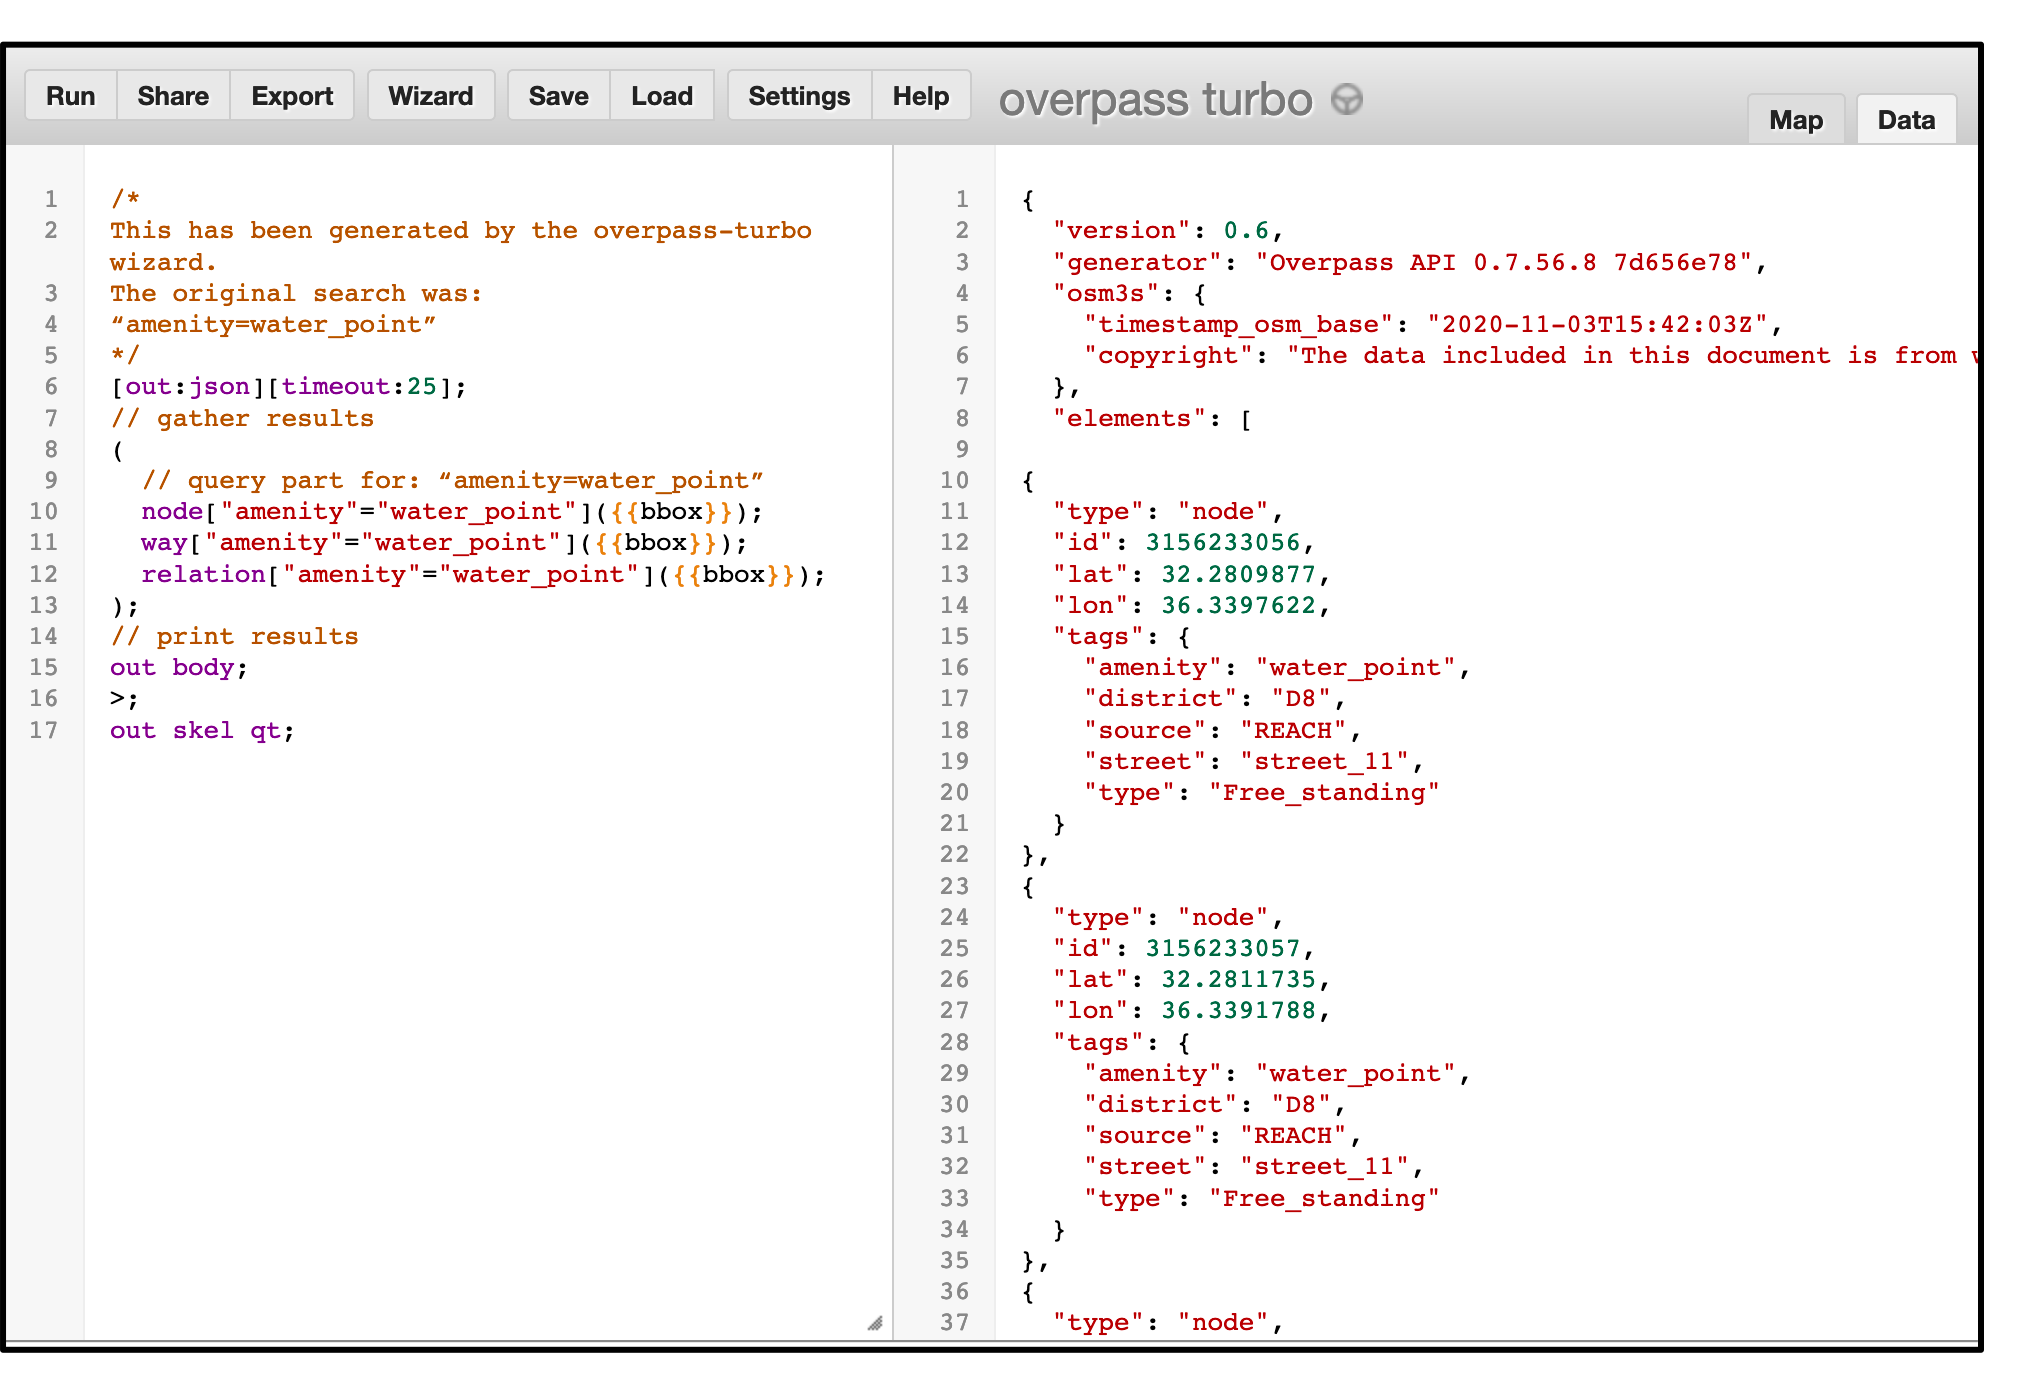 Run Share Export Wizard Save Load Settings Help overpass turbo Map Data
1 /*
2 This has been generated by the overpass-turbo
wizard.
3 The original search was:
4 “amenity=water_point”
5 */
6 [out:json][timeout:25];
7 // gather results
8 (
9 // query part for: “amenity=water_point”
10 node["amenity"="water_point"]({{bbox}});
11 way["amenity"="water_point"]({{bbox}});
12 relation["amenity"="water_point"]({{bbox}});
13 );
14 // print results
15 out body;
16 >;
17 out skel qt;
1 {
2 "version": 0.6,
3 "generator": "Overpass API 0.7.56.8 7d656e78",
4 "osm3s": {
5 "timestamp_osm_base": "2020-11-03T15:42:03Z",
6 "copyright": "The data included in this document is from
7 },
8 "elements": [
9
10 {
11 "type": "node",
12 "id": 3156233056,
13 "lat": 32.2809877,
14 "lon": 36.3397622,
15 "tags": {
16 "amenity": "water_point",
17 "district": "D8",
18 "source": "REACH",
19 "street": "street_11",
20 "type": "Free_standing"
21 }
22 },
23 {
24 "type": "node",
25 "id": 3156233057,
26 "lat": 32.2811735,
27 "lon": 36.3391788,
28 "tags": {
29 "amenity": "water_point",
30 "district": "D8",
31 "source": "REACH",
32 "street": "street_11",
33 "type": "Free_standing"
34 }
35 },
36 {
37 "type": "node",